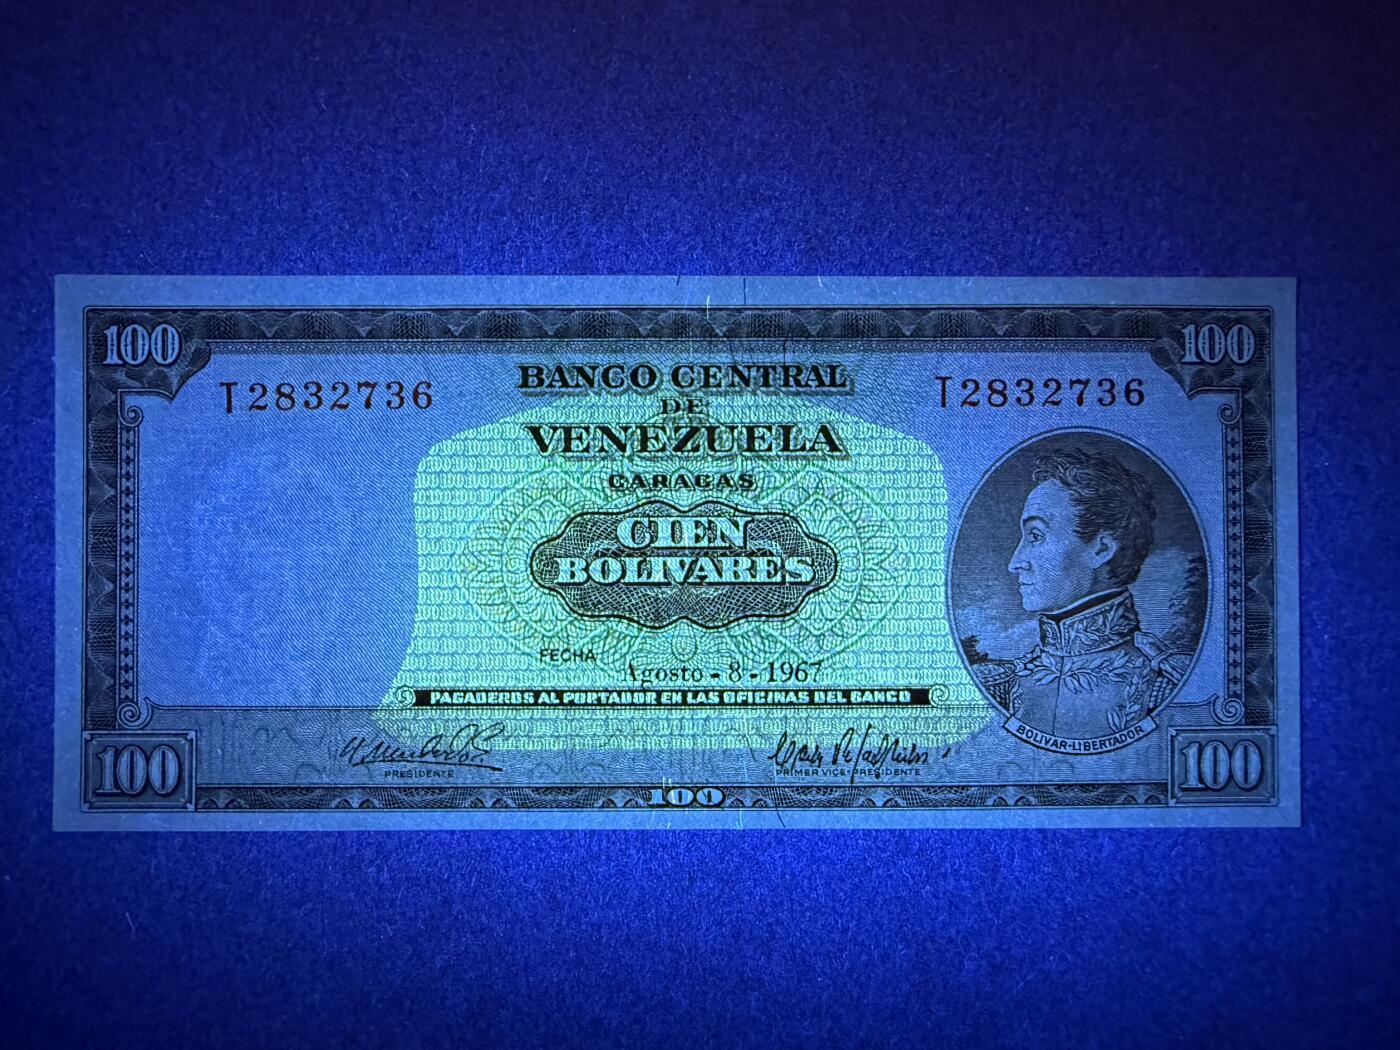 100 100
T2832736 T2832736
BANCO CENTRAL
DE
VENEZUELA
CARACAS
CIEN
BOLIVARES
FECHA Agosto - 8 - 1967
PAGADEROS AL PORTADOR EN LAS OFICINAS DEL BANCO
BOLIVAR-LIBERTADOR
PRESIDENTE PRIMER VICE-PRESIDENTE
100 100 100